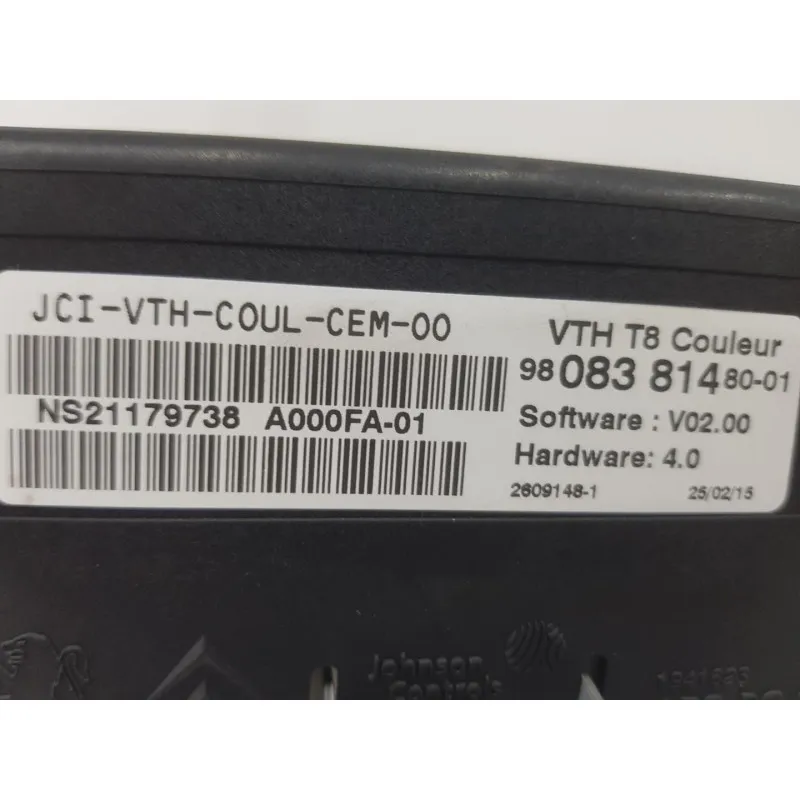 JCI-VTH-COUL-CEM-00
NS21179738 A000FA-01
VTH T8 Couleur
98 083 814 80-01
Software : V02.00
Hardware: 4.0
2609148-1 25/02/15
Johnson
Controls
1941625